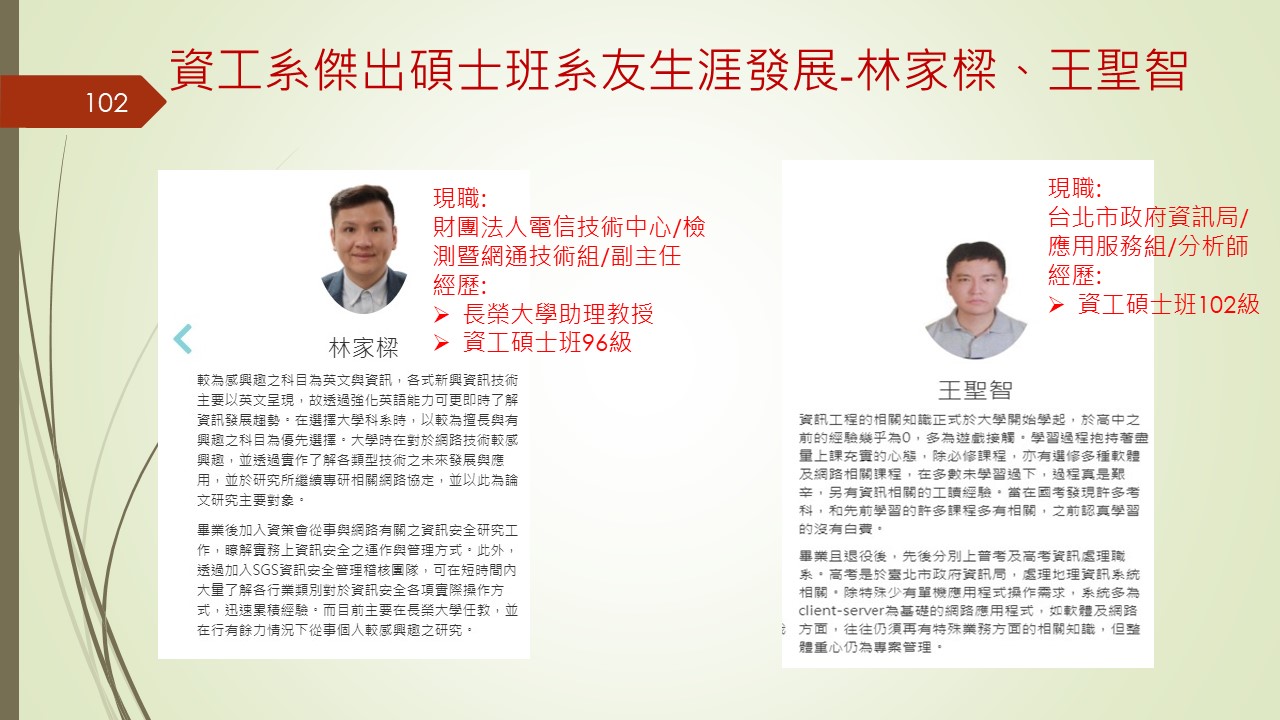 資工系傑出碩士班系友生涯發展-林家樑、王聖智
102
現職:
財團法人電信技術中心/檢
測暨網通技術組/副主任
經歷:
長榮大學助理教授
資工碩士班96級
林家樑
較為感興趣之科目為英文與資訊，各式新興資訊技術
主要以英文呈現，故透過強化英語能力可更即時了解
資訊發展趨勢。在選擇大學科系時，以較為擅長與有
興趣之科目為優先選擇。大學時在對於網路技術較感
興趣，並透過實作了解各類型技術之未來發展與應
用，並於研究所繼續專研相關網路協定，並以此為論
文研究主要對象。
畢業後加入資策會從事與網路有關之資訊安全研究工
作，瞭解實務上資訊安全之運作與管理方式。此外，
透過加入SGS資訊安全管理稽核團隊，可在短時間內
大量了解各行業類別對於資訊安全各項實際操作方
式，迅速累積經驗。而目前主要在長榮大學任教，並
在行有餘力情況下從事個人較感興趣之研究。
現職:
台北市政府資訊局/
應用服務組/分析師
經歷:
資工碩士班102級
王聖智
資訊工程的相關知識正式於大學開始學起，於高中之
前的經驗幾乎為0，多為遊戲接觸。學習過程抱持著盡
量上課充實的心態，除必修課程，亦有選修多種軟體
及網路相關課程，在多數未學習過下，過程真是艱
辛，另有資訊相關的工讀經驗。當在國考發現許多考
科，和先前學習的許多課程多有相關，之前認真學習
的沒有白費。
畢業且退役後，先後分別上普考及高考資訊處理職
系。高考是於臺北市政府資訊局，處理地理資訊系統
相關。除特殊少有單機應用程式操作需求，系統多為
client-server為基礎的網路應用程式，如軟體及網路
方面，往往仍須再有特殊業務方面的相關知識，但整
體重心仍為專案管理。